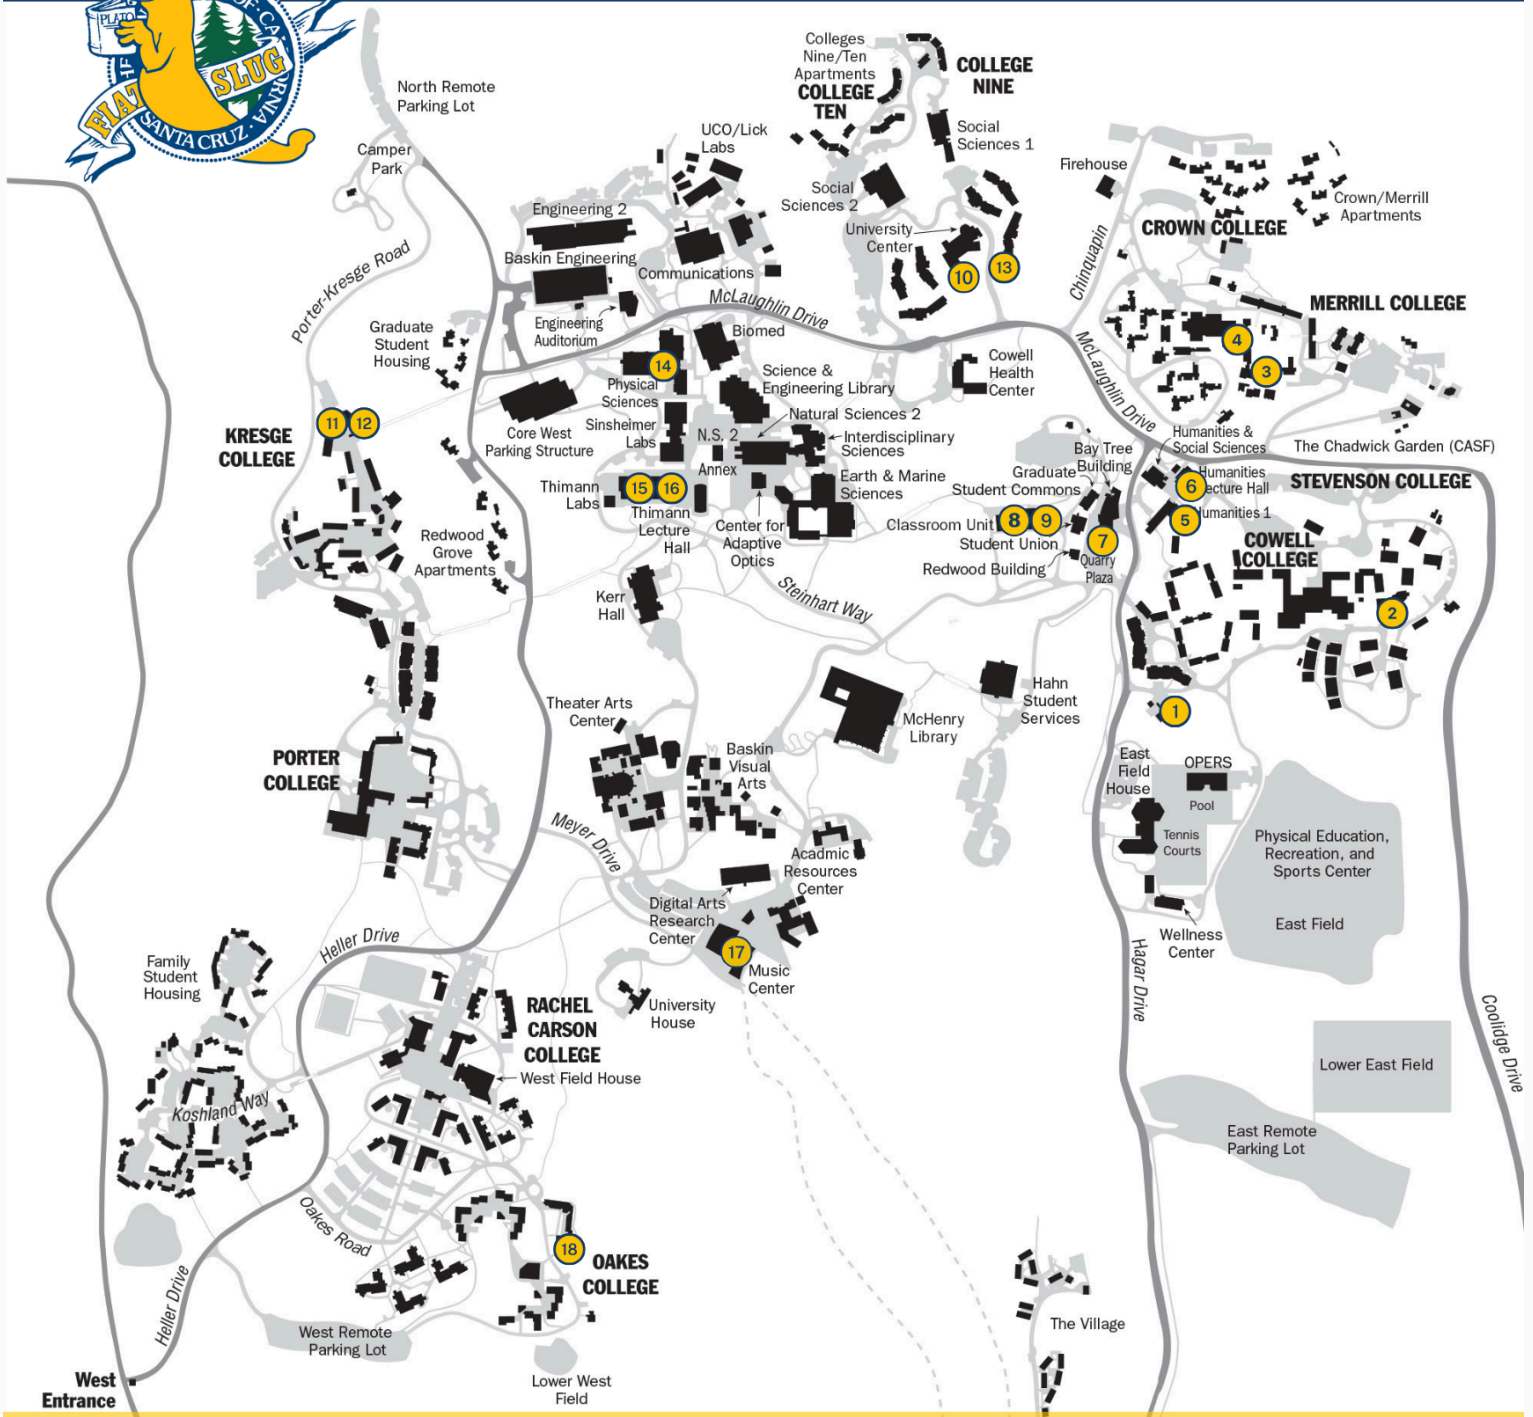 PLATO
OF·CALIFORNIA
FIAT
SLUG
SANTA CRUZ
North Remote
Parking Lot
Camper
Park
UCO/Lick
Labs
Colleges
Nine/Ten
Apartments
COLLEGE
TEN
COLLEGE
NINE
Social
Sciences 1
Social
Sciences 2
University
Center
10
13
Firehouse
Crown/Merrill
Apartments
CROWN COLLEGE
Chinquapin
MERRILL COLLEGE
4
3
Engineering 2
Baskin Engineering
Communications
Engineering
Auditorium
McLaughlin Drive
Porter-Kresge Road
Graduate
Student
Housing
Biomed
14
Physical
Sciences
Science &
Engineering Library
Cowell
Health
Center
McLaughlin Drive
Core West
Parking Structure
Sinsheimer
Labs
N.S. 2
Annex
Natural Sciences 2
Interdisciplinary
Sciences
Earth & Marine
Sciences
11
12
KRESGE
COLLEGE
Thimann
Labs
15
16
Thimann
Lecture
Hall
Center for
Adaptive
Optics
Bay Tree
Building
Graduate
Student Commons
Classroom Unit
8
9
Student Union
Redwood Building
7
Quarry
Plaza
Humanities &
Social Sciences
Humanities
Lecture Hall
6
Humanities 1
5
The Chadwick Garden (CASF)
STEVENSON COLLEGE
COWELL
COLLEGE
2
Redwood
Grove
Apartments
Kerr
Hall
Steinhart Way
McHenry
Library
Hahn
Student
Services
1
Theater Arts
Center
Baskin
Visual
Arts
PORTER
COLLEGE
Meyer Drive
Acadmic
Resources
Center
Digital Arts
Research
Center
17
Music
Center
University
House
East
Field
House
OPERS
Pool
Tennis
Courts
Physical Education,
Recreation, and
Sports Center
East Field
Wellness
Center
Hagar Drive
Coolidge Drive
Lower East Field
East Remote
Parking Lot
Heller Drive
Family
Student
Housing
RACHEL
CARSON
COLLEGE
West Field House
Koshland Way
Oakes Road
18
OAKES
COLLEGE
Heller Drive
West Remote
Parking Lot
Lower West
Field
The Village
West
Entrance